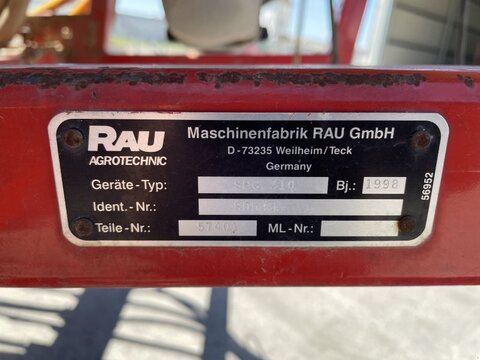 RAU
AGROTECHNIC
Maschinenfabrik RAU GmbH
D-73235 Weilheim/Teck
Germany
Geräte-Typ:
Bj.: 1998
Ident.-Nr.:
Teile-Nr.:
ML-Nr.:
56952